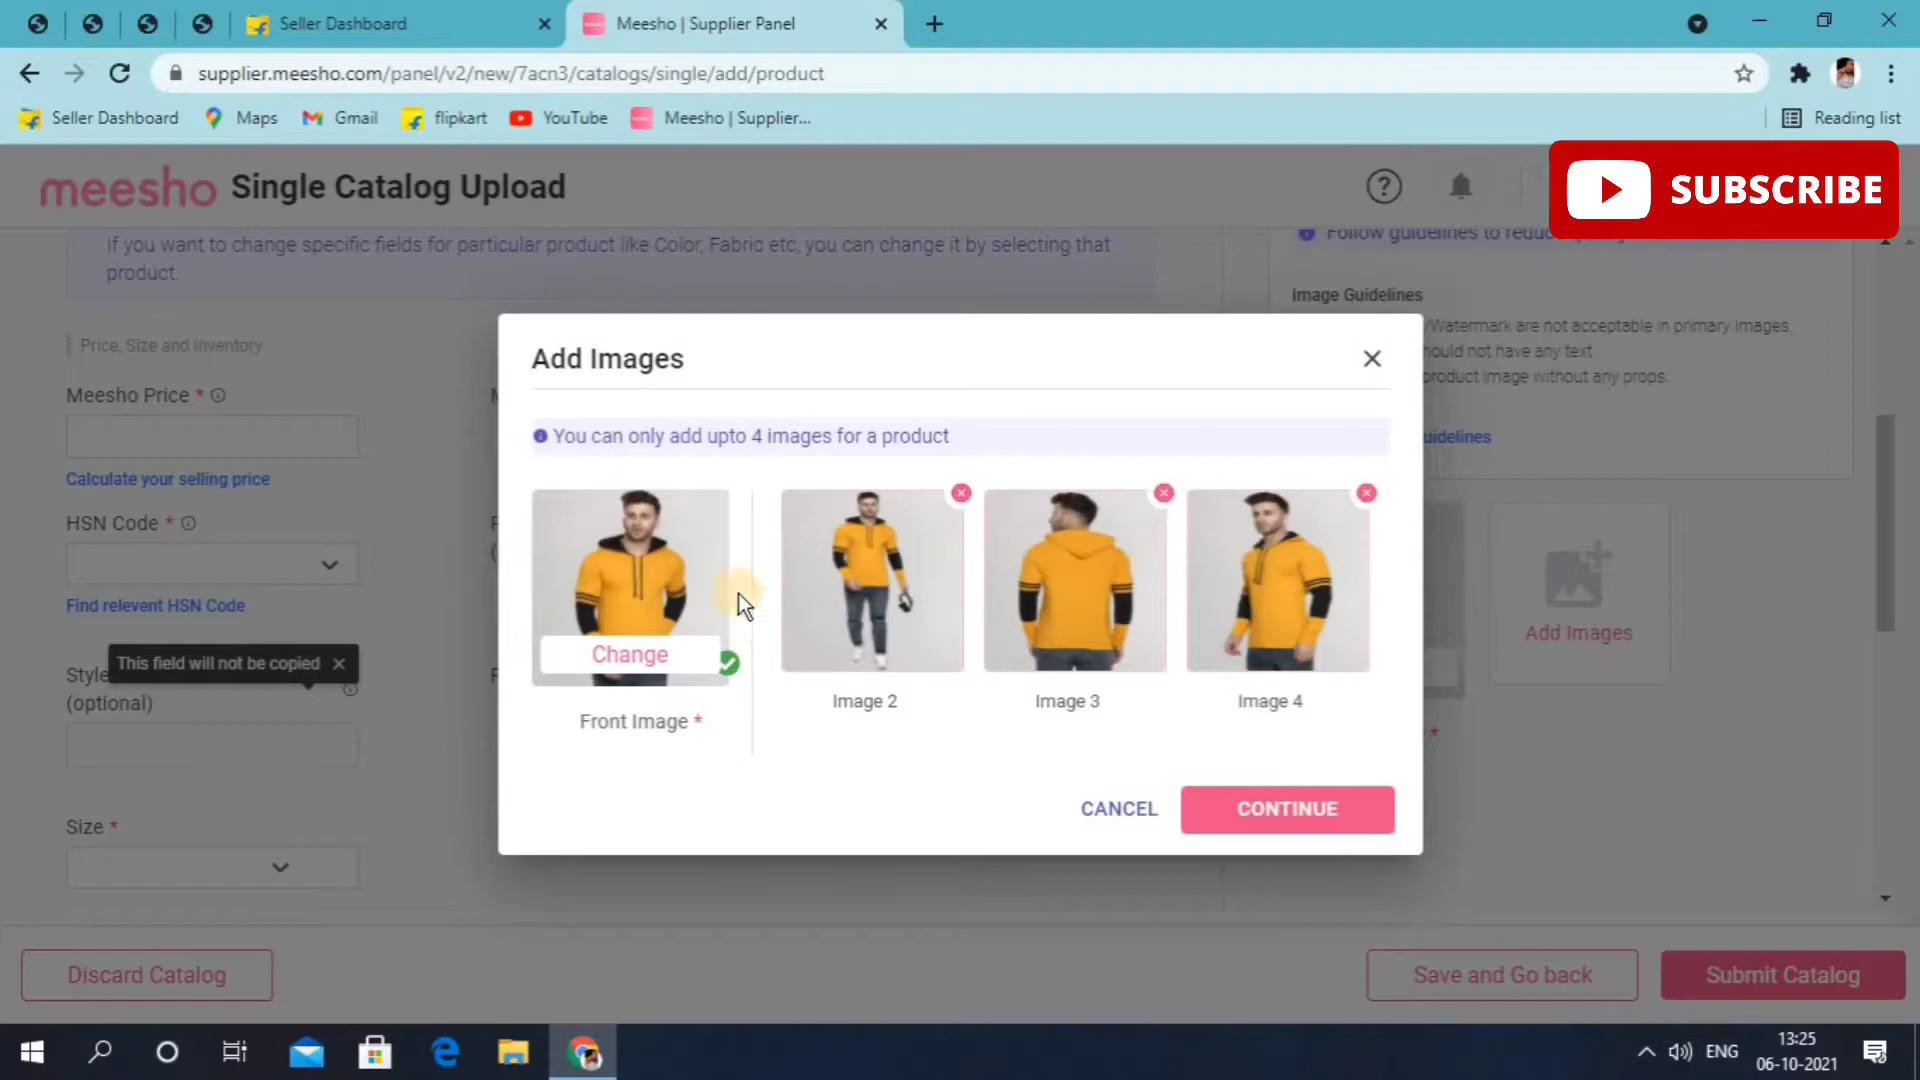 Seller Dashboard
Meesho | Supplier Panel
supplier.meesho.com/panel/v2/new/7acn3/catalogs/single/add/product
Seller Dashboard Maps Gmail flipkart YouTube Meesho | Supplier... Reading list
meesho Single Catalog Upload
SUBSCRIBE
If you want to change specific fields for particular product like Color, Fabric etc, you can change it by selecting that
product.
Follow guidelines to reduc
Image Guidelines
/Watermark are not acceptable in primary images.
ould not have any text
product image without any props.
uidelines
Price, Size and Inventory
Meesho Price *
Calculate your selling price
HSN Code *
Find relevent HSN Code
This field will not be copied
Style
(optional)
Size *
Add Images
You can only add upto 4 images for a product
Change
Front Image *
Image 2
Image 3
Image 4
CANCEL
CONTINUE
Add Images
*
Discard Catalog
Save and Go back
Submit Catalog
ENG
13:25
06-10-2021